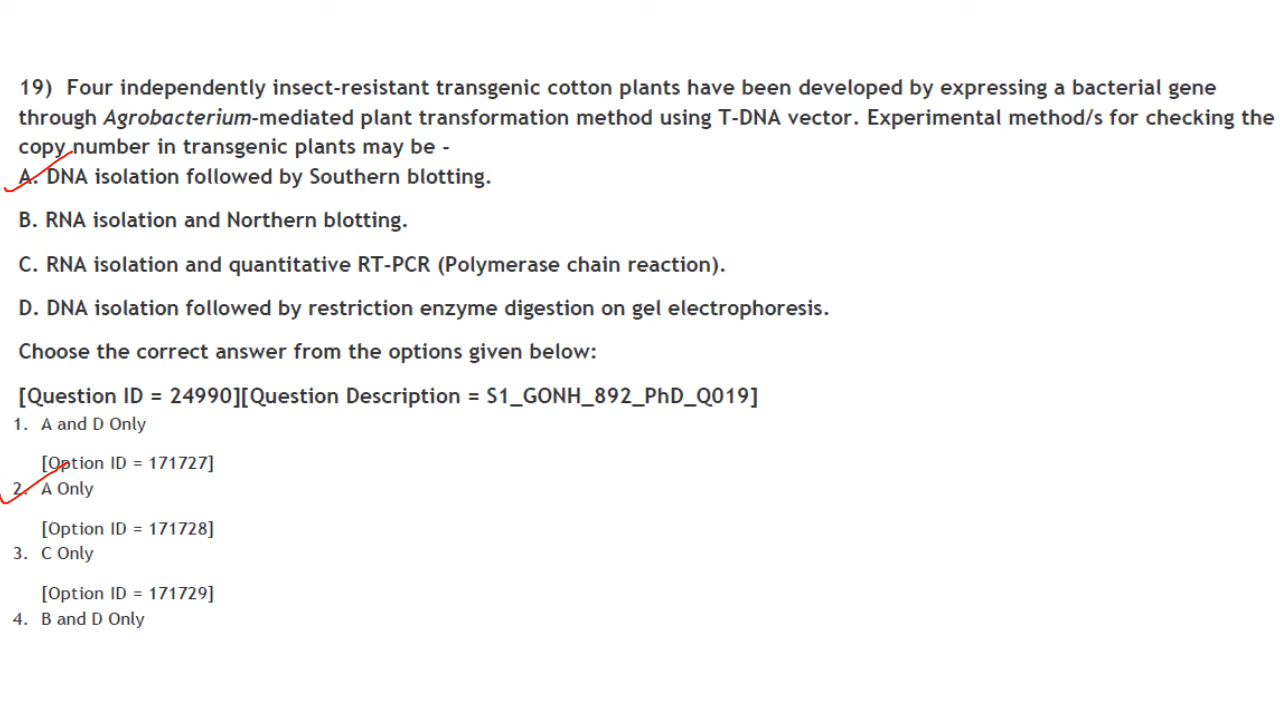 19) Four independently insect-resistant transgenic cotton plants have been developed by expressing a bacterial gene
through Agrobacterium-mediated plant transformation method using T-DNA vector. Experimental method/s for checking the
copy number in transgenic plants may be -
A. DNA isolation followed by Southern blotting.
B. RNA isolation and Northern blotting.
C. RNA isolation and quantitative RT-PCR (Polymerase chain reaction).
D. DNA isolation followed by restriction enzyme digestion on gel electrophoresis.
Choose the correct answer from the options given below:
[Question ID = 24990][Question Description = S1_GONH_892_PhD_Q019]
1. A and D Only
[Option ID = 171727]
2. A Only
[Option ID = 171728]
3. C Only
[Option ID = 171729]
4. B and D Only